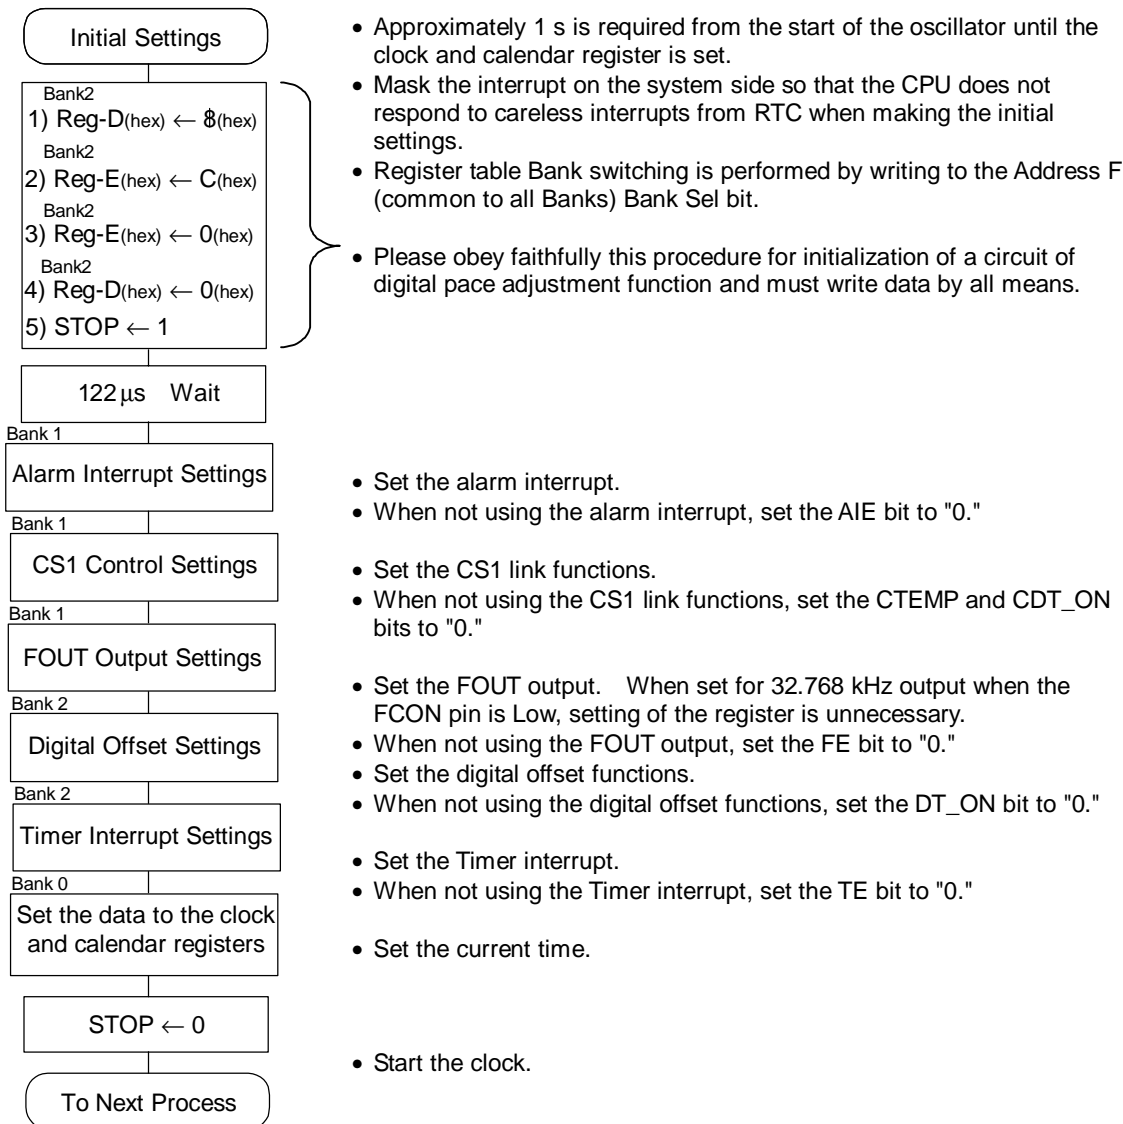 Initial Settings
Bank2
1) Reg-D(hex) ← 8(hex)
Bank2
2) Reg-E(hex) ← C(hex)
Bank2
3) Reg-E(hex) ← 0(hex)
Bank2
4) Reg-D(hex) ← 0(hex)
5) STOP ← 1
• Approximately 1 s is required from the start of the oscillator until the
clock and calendar register is set.
• Mask the interrupt on the system side so that the CPU does not
respond to careless interrupts from RTC when making the initial
settings.
• Register table Bank switching is performed by writing to the Address F
(common to all Banks) Bank Sel bit.
• Please obey faithfully this procedure for initialization of a circuit of
digital pace adjustment function and must write data by all means.
122 µs Wait
Bank 1
Alarm Interrupt Settings
• Set the alarm interrupt.
• When not using the alarm interrupt, set the AIE bit to "0."
Bank 1
CS1 Control Settings
• Set the CS1 link functions.
• When not using the CS1 link functions, set the CTEMP and CDT_ON
bits to "0."
Bank 1
FOUT Output Settings
• Set the FOUT output. When set for 32.768 kHz output when the
FCON pin is Low, setting of the register is unnecessary.
• When not using the FOUT output, set the FE bit to "0."
Bank 2
Digital Offset Settings
• Set the digital offset functions.
• When not using the digital offset functions, set the DT_ON bit to "0."
Bank 2
Timer Interrupt Settings
• Set the Timer interrupt.
• When not using the Timer interrupt, set the TE bit to "0."
Bank 0
Set the data to the clock
and calendar registers
• Set the current time.
STOP ← 0
• Start the clock.
To Next Process